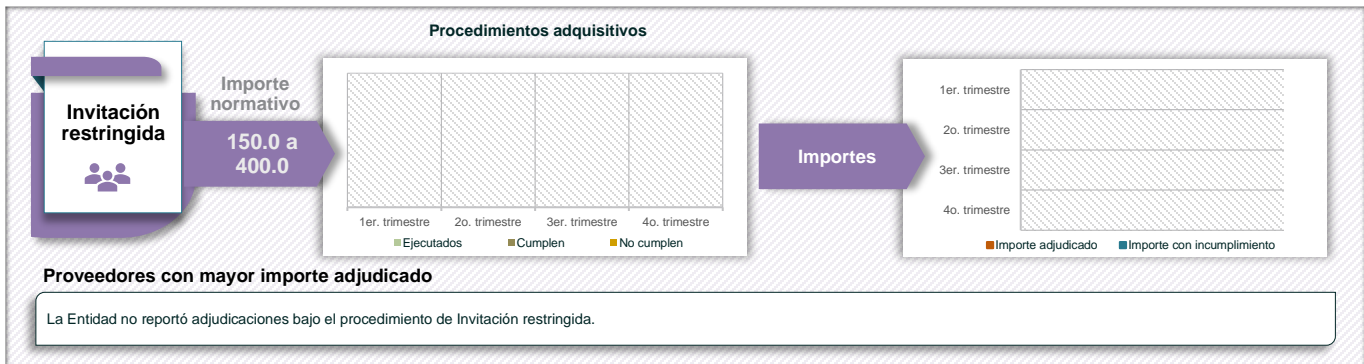 Procedimientos adquisitivos
Invitación
restringida
Importe
normativo
150.0 a
400.0
1er. trimestre
2o. trimestre
3er. trimestre
4o. trimestre
Ejecutados
Cumplen
No cumplen
Importes
1er. trimestre
2o. trimestre
3er. trimestre
4o. trimestre
Importe adjudicado
Importe con incumplimiento
Proveedores con mayor importe adjudicado
La Entidad no reportó adjudicaciones bajo el procedimiento de Invitación restringida.